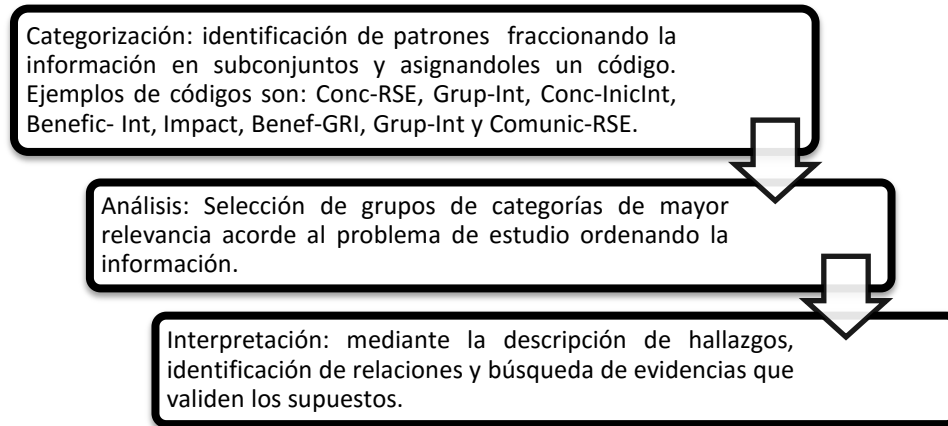 Categorización: identificación de patrones fraccionando la
información en subconjuntos y asignandoles un código.
Ejemplos de códigos son: Conc-RSE, Grup-Int, Conc-InicInt,
Benefic- Int, Impact, Benef-GRI, Grup-Int y Comunic-RSE.
Análisis: Selección de grupos de categorías de mayor
relevancia acorde al problema de estudio ordenando la
información.
Interpretación: mediante la descripción de hallazgos,
identificación de relaciones y búsqueda de evidencias que
validen los supuestos.